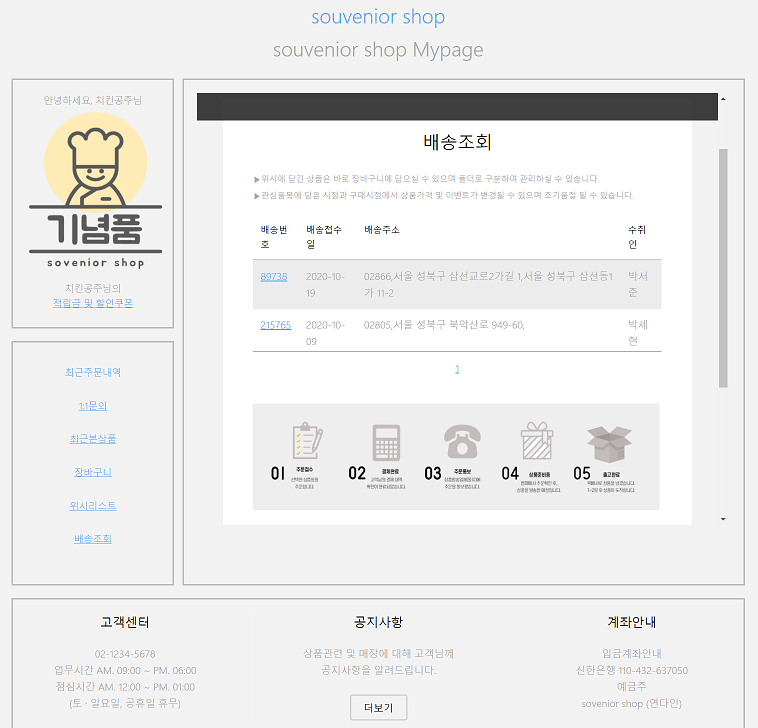 souvenior shop
souvenior shop Mypage
안녕하세요, 치킨공주님
기념품
sovenior shop
치킨공주님의
적립금 및 할인쿠폰
최근주문내역
1:1문의
최근본상품
장바구니
위시리스트
배송조회
배송조회
▶위시에 담긴 상품은 바로 장바구니에 담으실 수 있으며 폴더로 구분하여 관리하실 수 있습니다.
▶관심품목에 담은 시점과 구매시점에서 상품가격 및 이벤트가 변경될 수 있으며 조기품절 될 수 있습니다.
배송번호 배송접수일 배송주소 수취인
89738 2020-10-19 02866,서울 성북구 삼선교로2가길 1,서울 성북구 삼선동1가 11-2 박서준
215765 2020-10-09 02805,서울 성북구 북악산로 949-60, 박세현
1
01 주문접수
02 결제완료
03 주문통보
04 상품준비중
05 출고완료
고객센터
02-1234-5678
업무시간 AM. 09:00 ~ PM. 06:00
점심시간 AM. 12:00 ~ PM. 01:00
(토 · 일요일, 공휴일 휴무)
공지사항
상품관련 및 매장에 대해 고객님께
공지사항을 알려드립니다.
더보기
계좌안내
입금계좌안내
신한은행 110-432-637050
예금주
sovenior shop (연다인)